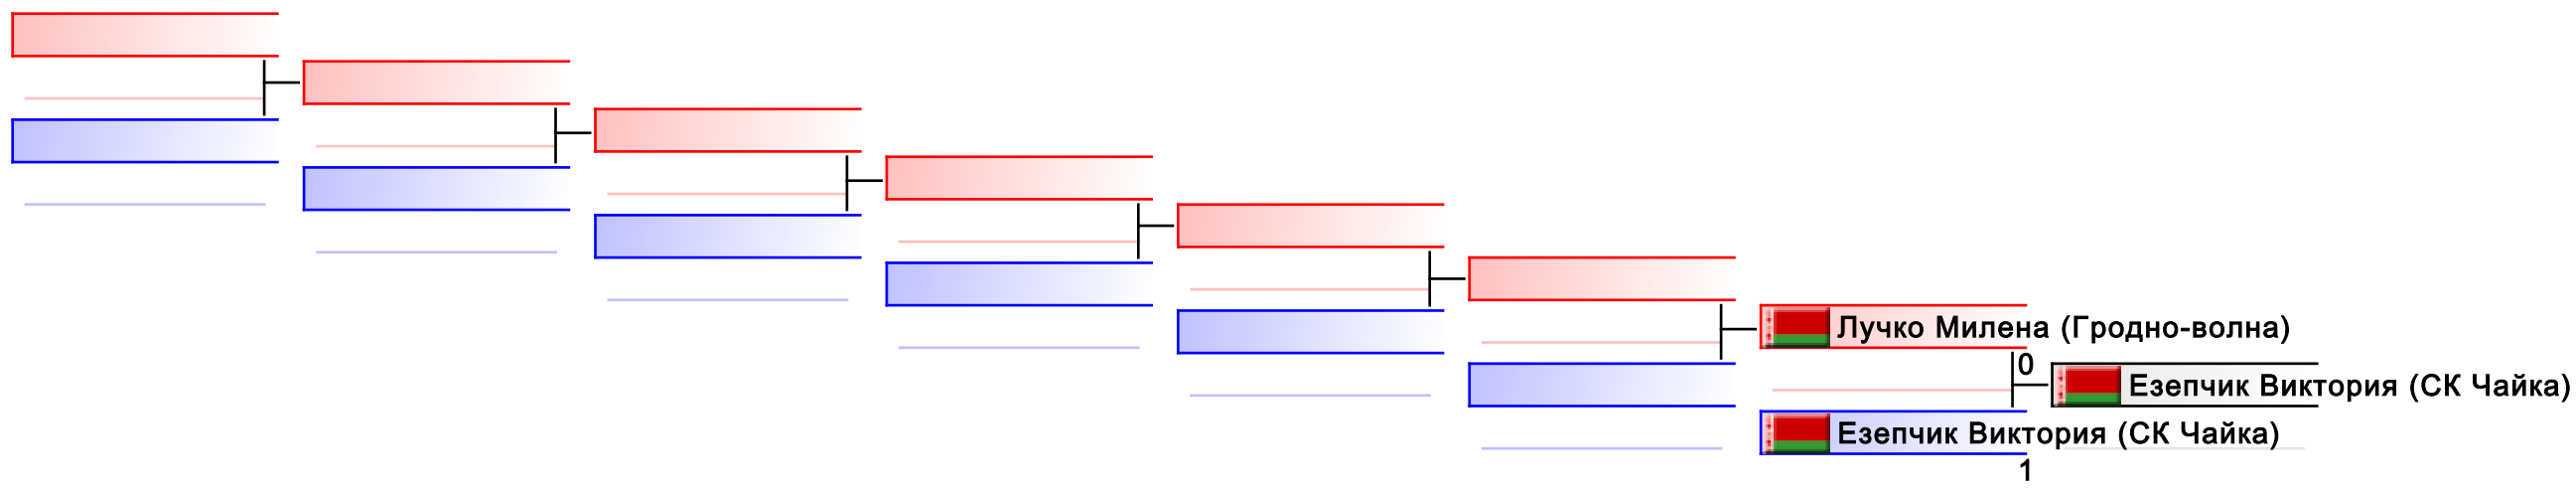 Лучко Милена (Гродно-волна)
0
Езепчик Виктория (СК Чайка)
Езепчик Виктория (СК Чайка)
1